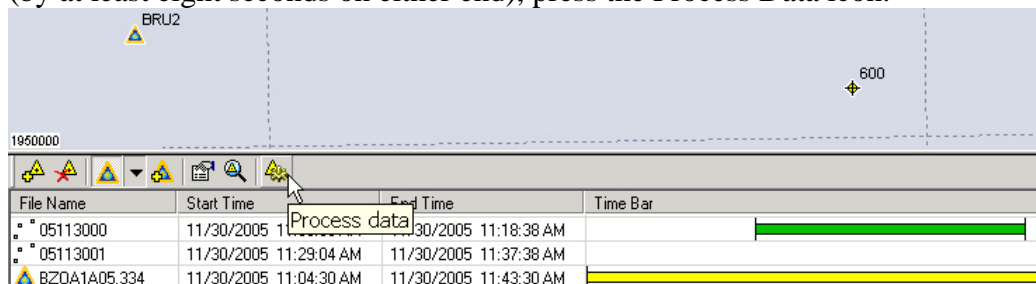 (by at least eight seconds on either end), press the Process Data icon.
BRU2
600
1950000
File Name Start Time End Time Time Bar
Process data
05113000 11/30/2005 11/30/2005 11:18:38 AM
05113001 11/30/2005 11:29:04 AM 11/30/2005 11:37:38 AM
BZ0A1A05.334 11/30/2005 11:04:30 AM 11/30/2005 11:43:30 AM